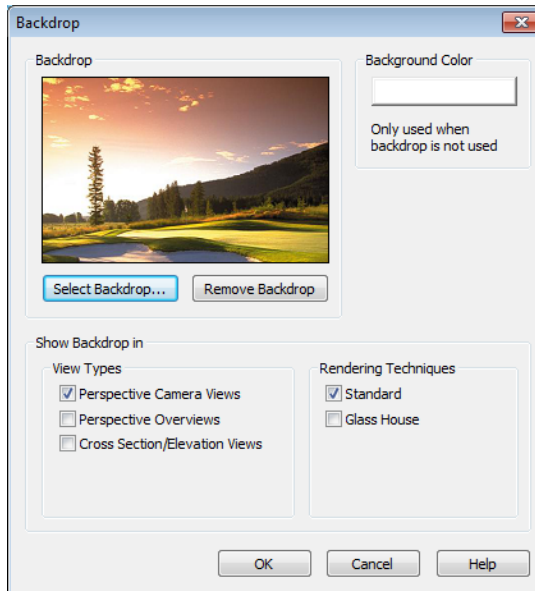 Backdrop
Backdrop
Background Color
Only used when
backdrop is not used
Select Backdrop...
Remove Backdrop
Show Backdrop in
View Types
Perspective Camera Views
Perspective Overviews
Cross Section/Elevation Views
Rendering Techniques
Standard
Glass House
OK
Cancel
Help